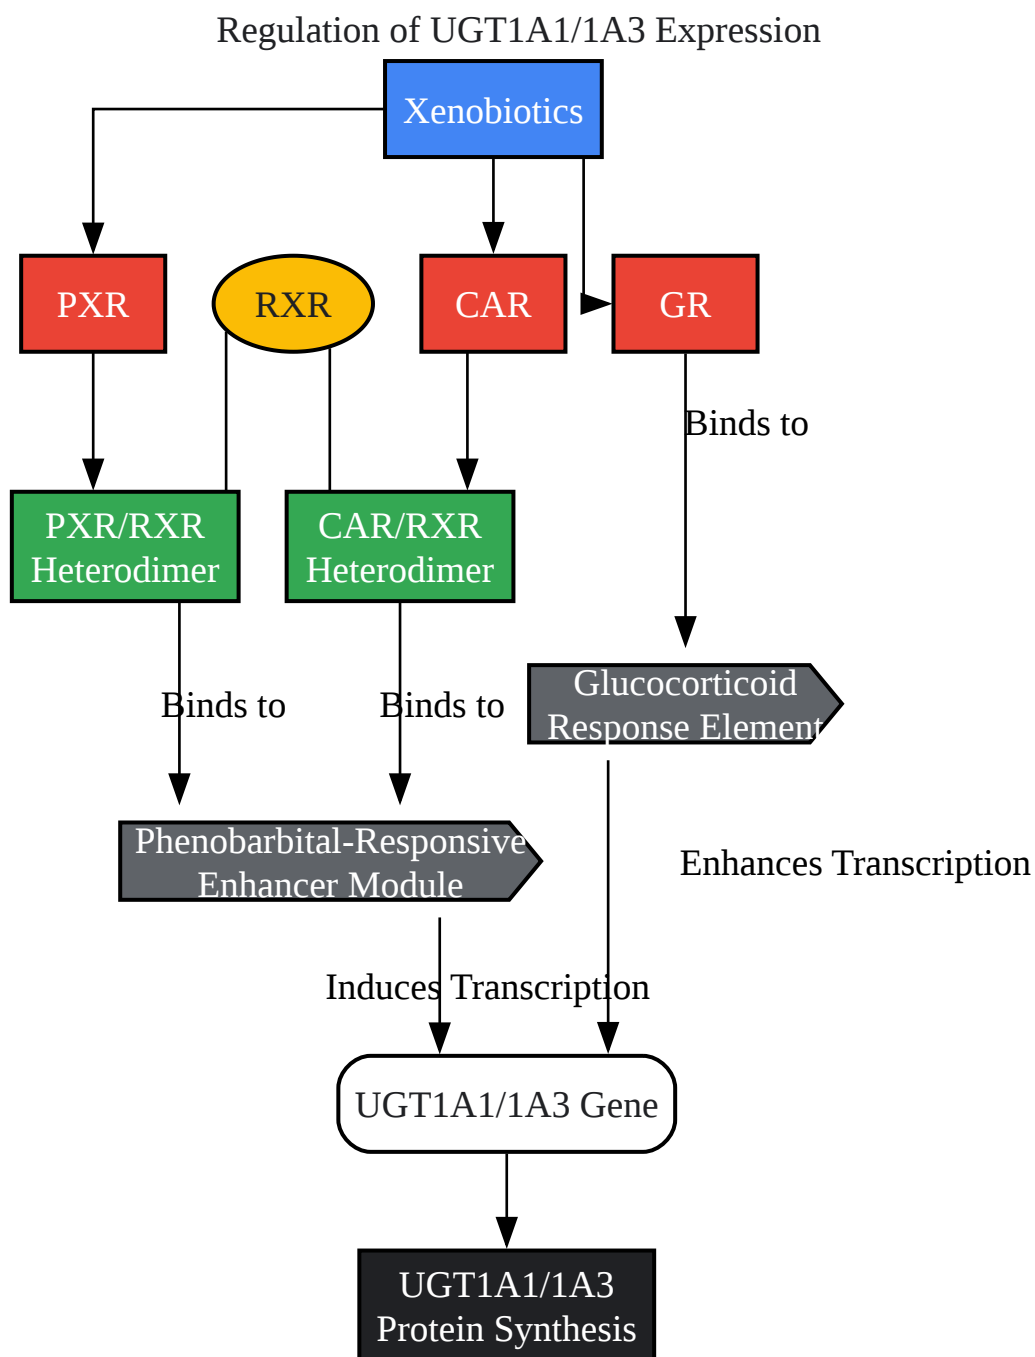 Regulation of UGT1A1/1A3 Expression
Xenobiotics
PXR
RXR
CAR
GR
Binds to
PXR/RXR
Heterodimer
CAR/RXR
Heterodimer
Glucocorticoid
Response Element
Binds to
Binds to
Phenobarbital-Responsive
Enhancer Module
Enhances Transcription
Induces Transcription
UGT1A1/1A3 Gene
UGT1A1/1A3
Protein Synthesis